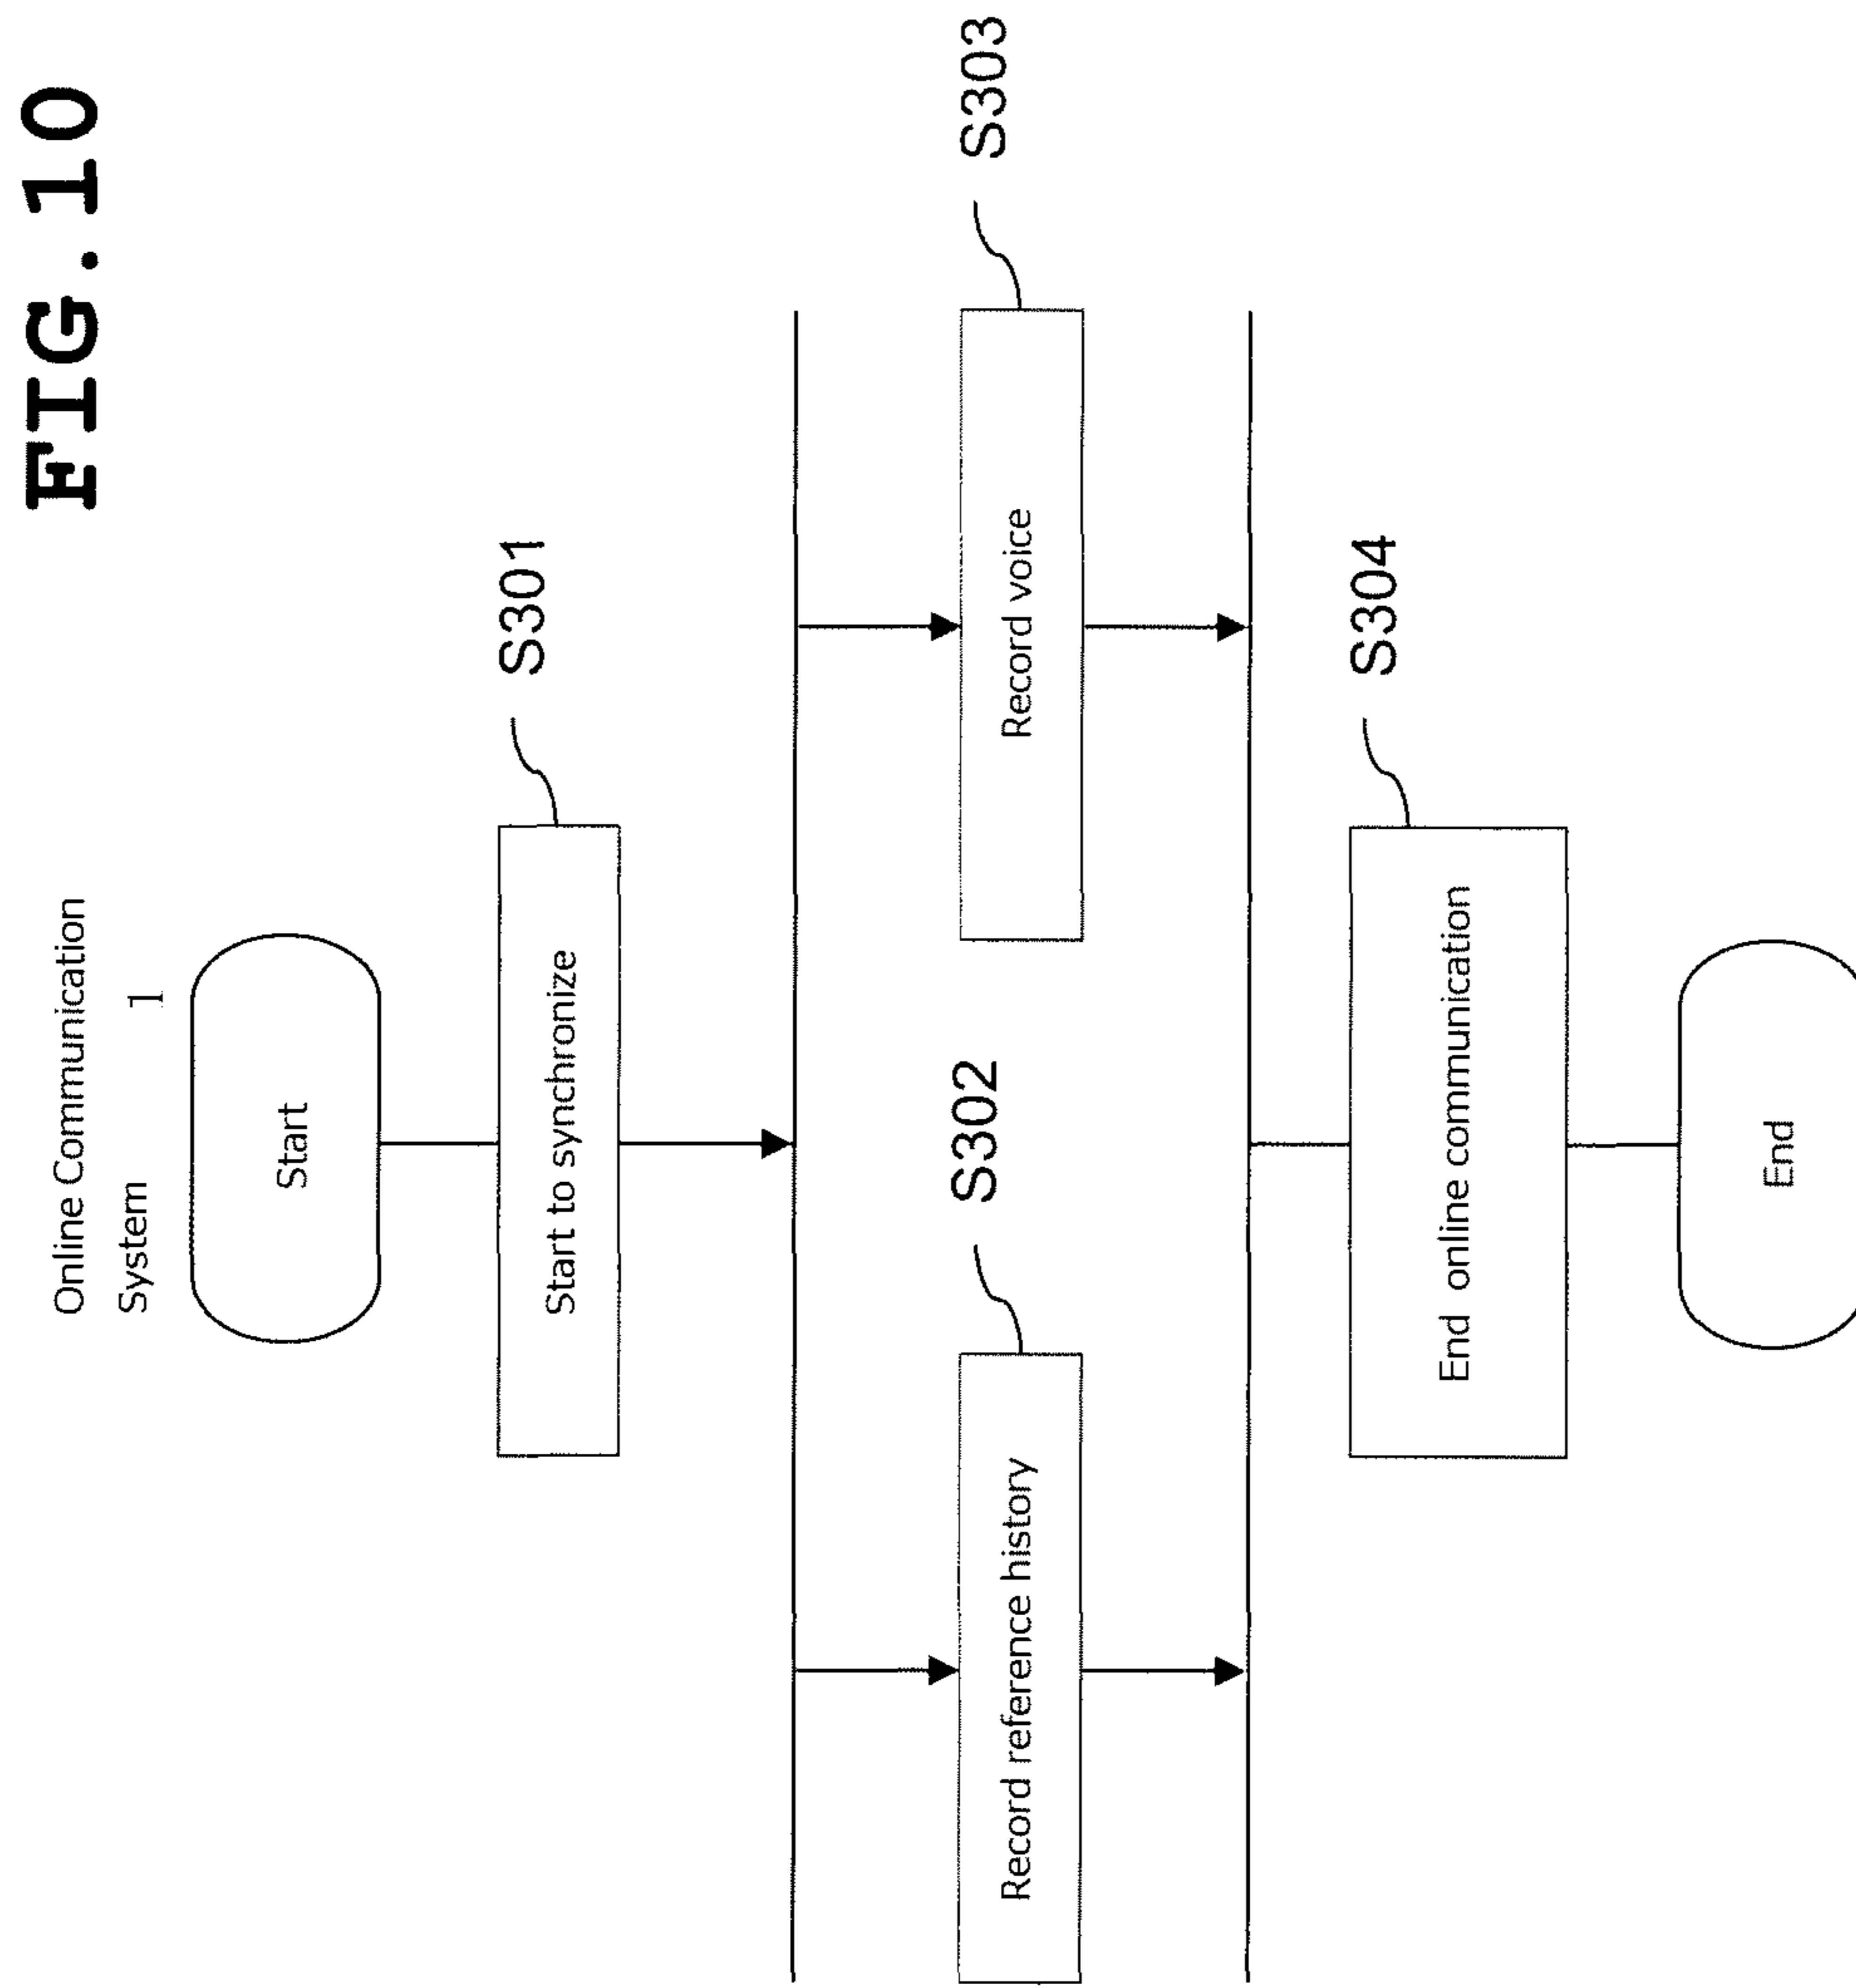 FIG.10
Online Communication
System 1
Start
Start to synchronize
S301
Record reference history
S302
Record voice
S303
End online communication
S304
End